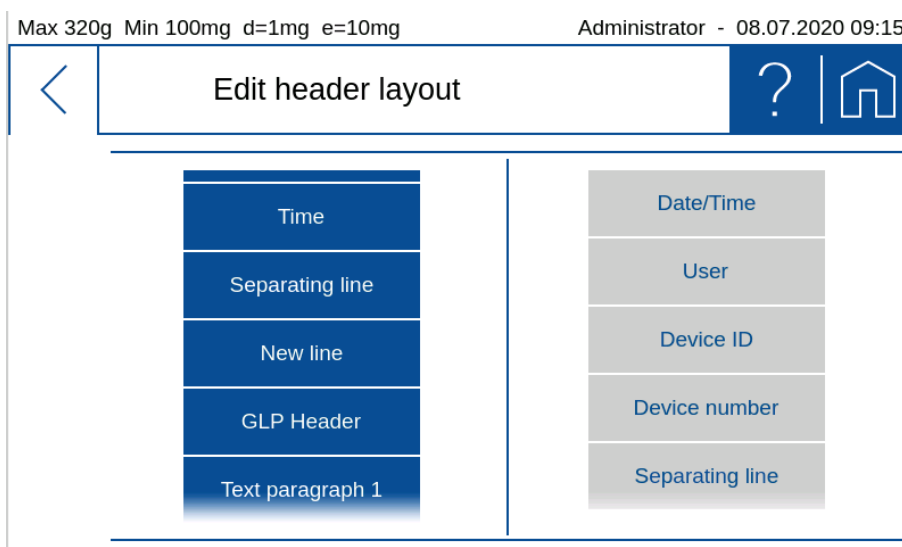 Max 320g Min 100mg d=1mg e=10mg
Administrator - 08.07.2020 09:15
Edit header layout
?
Time
Separating line
New line
GLP Header
Text paragraph 1
Date/Time
User
Device ID
Device number
Separating line